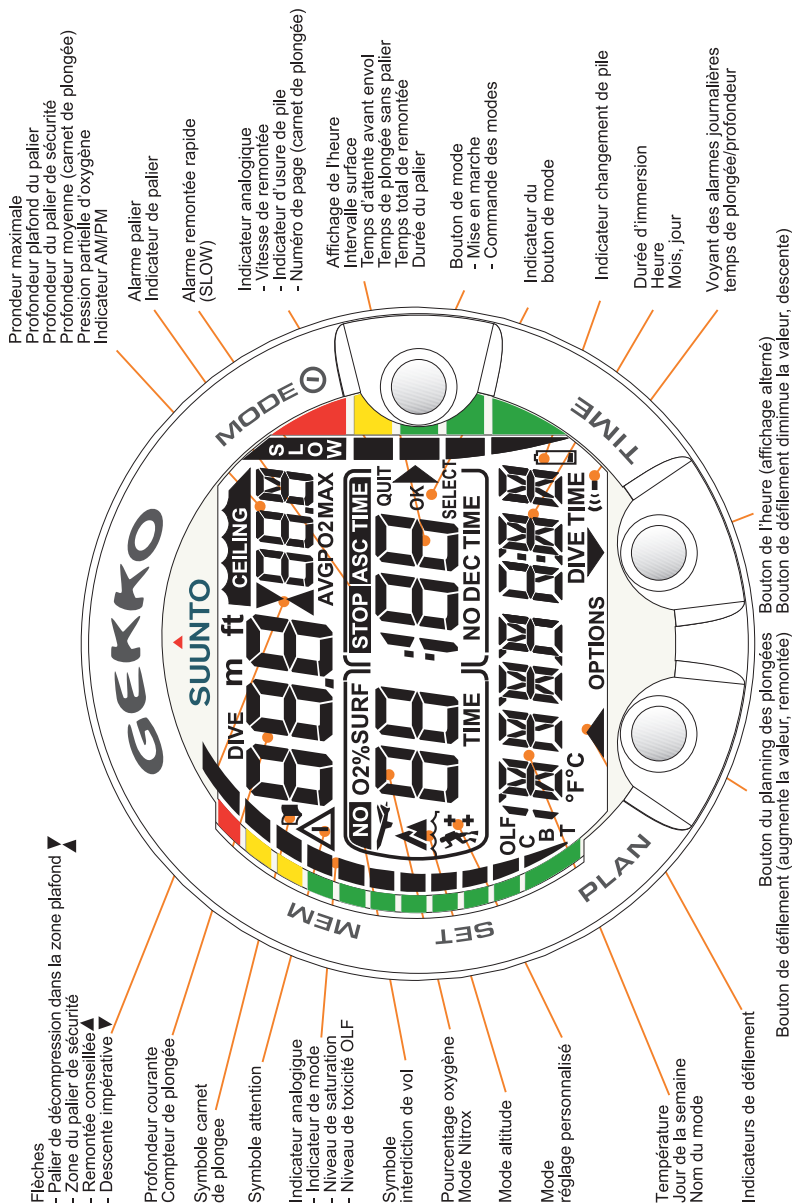 Flèches
- Palier de décompression dans la zone plafond
- Zone du palier de sécurité
- Remontée conseillée
- Descente impérative
Profondeur courante
Compteur de plongée
Symbole carnet
de plongee
Symbole attention
Indicateur analogique
- Indicateur de mode
- Niveau de saturation
- Niveau de toxicité OLF
Symbole
interdiction de vol
Pourcentage oxygène
Mode Nitrox
Mode altitude
Mode
réglage personnalisé
Température
Jour de la semaine
Nom du mode
Indicateurs de défilement
GEKKO
SUUNTO
MODE
TIME
PLAN
SET
MEM
DIVE m ft
CEILING
AVGPO2MAX
SLOW
NO O2%SURF
TIME
STOP ASC TIME
NO DEC TIME
QUIT
OK
SELECT
OLF
C
B
T
°F°C
OPTIONS
DIVE TIME
Prondeur maximale
Profondeur plafond du palier
Profondeur du palier de sécurité
Profondeur moyenne (carnet de plongée)
Pression partielle d'oxygène
Indicateur AM/PM
Alarme palier
Indicateur de palier
Alarme remontée rapide
(SLOW)
Indicateur analogique
- Vitesse de remontée
- Indicateur d'usure de pile
- Numéro de page (carnet de plongée)
Affichage de l'heure
Intervalle surface
Temps d'attente avant envol
Temps de plongée sans palier
Temps total de remontée
Durée du palier
Bouton de mode
- Mise en marche
- Commande des modes
Indicateur du
bouton de mode
Indicateur changement de pile
Durée d'immersion
Heure
Mois, jour
Voyant des alarmes journalières
temps de plongée/profondeur
Bouton du planning des plongées
Bouton de défilement (augmente la valeur, remontée)
Bouton de l'heure (affichage alterné)
Bouton de défilement dimimue la valeur, descente)